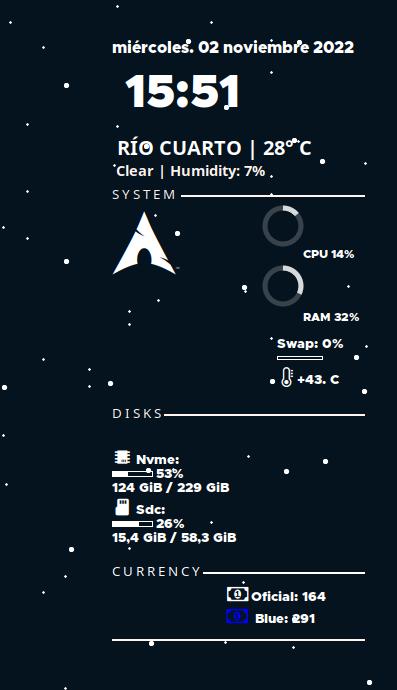 miércoles. 02 noviembre 2022
15:51
RÍO CUARTO | 28°C
Clear | Humidity: 7%
SYSTEM
CPU 14%
RAM 32%
Swap: 0%
+43. C
DISKS
Nvme:
53%
124 GiB / 229 GiB
Sdc:
26%
15,4 GiB / 58,3 GiB
CURRENCY
Oficial: 164
Blue: 291